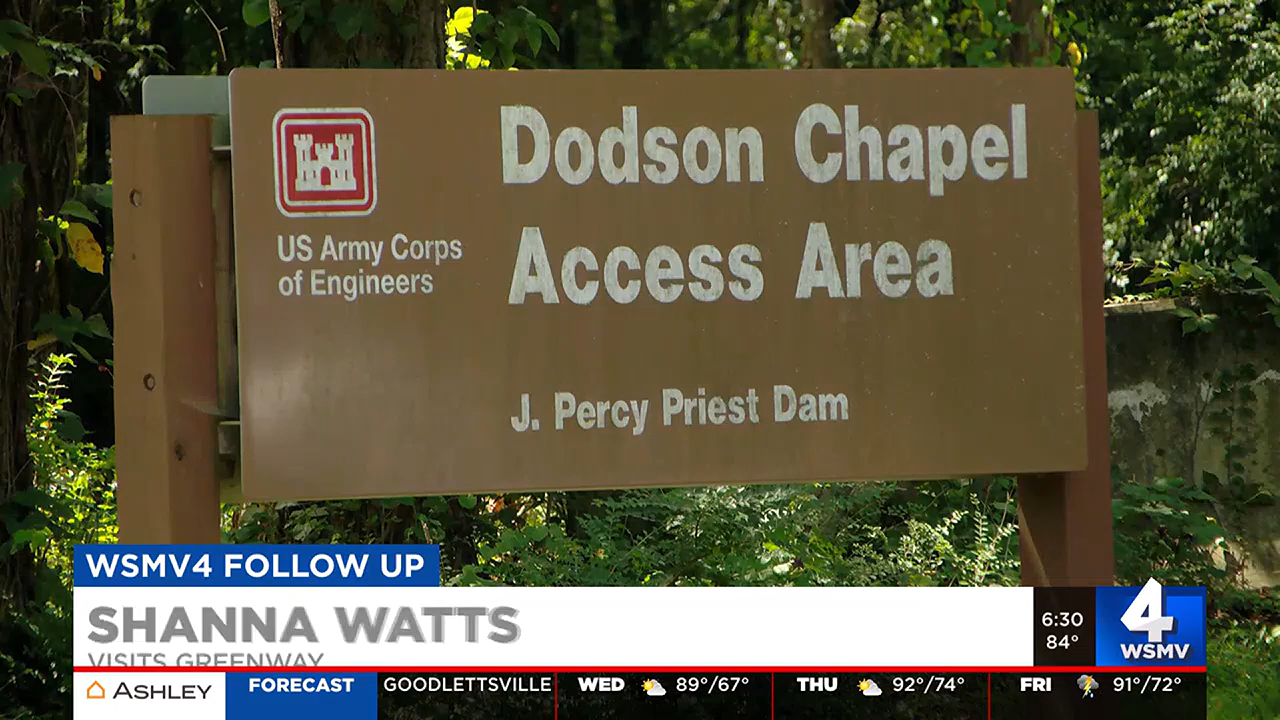 Dodson Chapel
Access Area
US Army Corps
of Engineers
J. Percy Priest Dam
WSMV4 FOLLOW UP
SHANNA WATTS
VISITS GREENWAY
6:30
84°
4
WSMV
ASHLEY
FORECAST
GOODLETTSVILLE
WED 89°/67°
THU 92°/74°
FRI 91°/72°